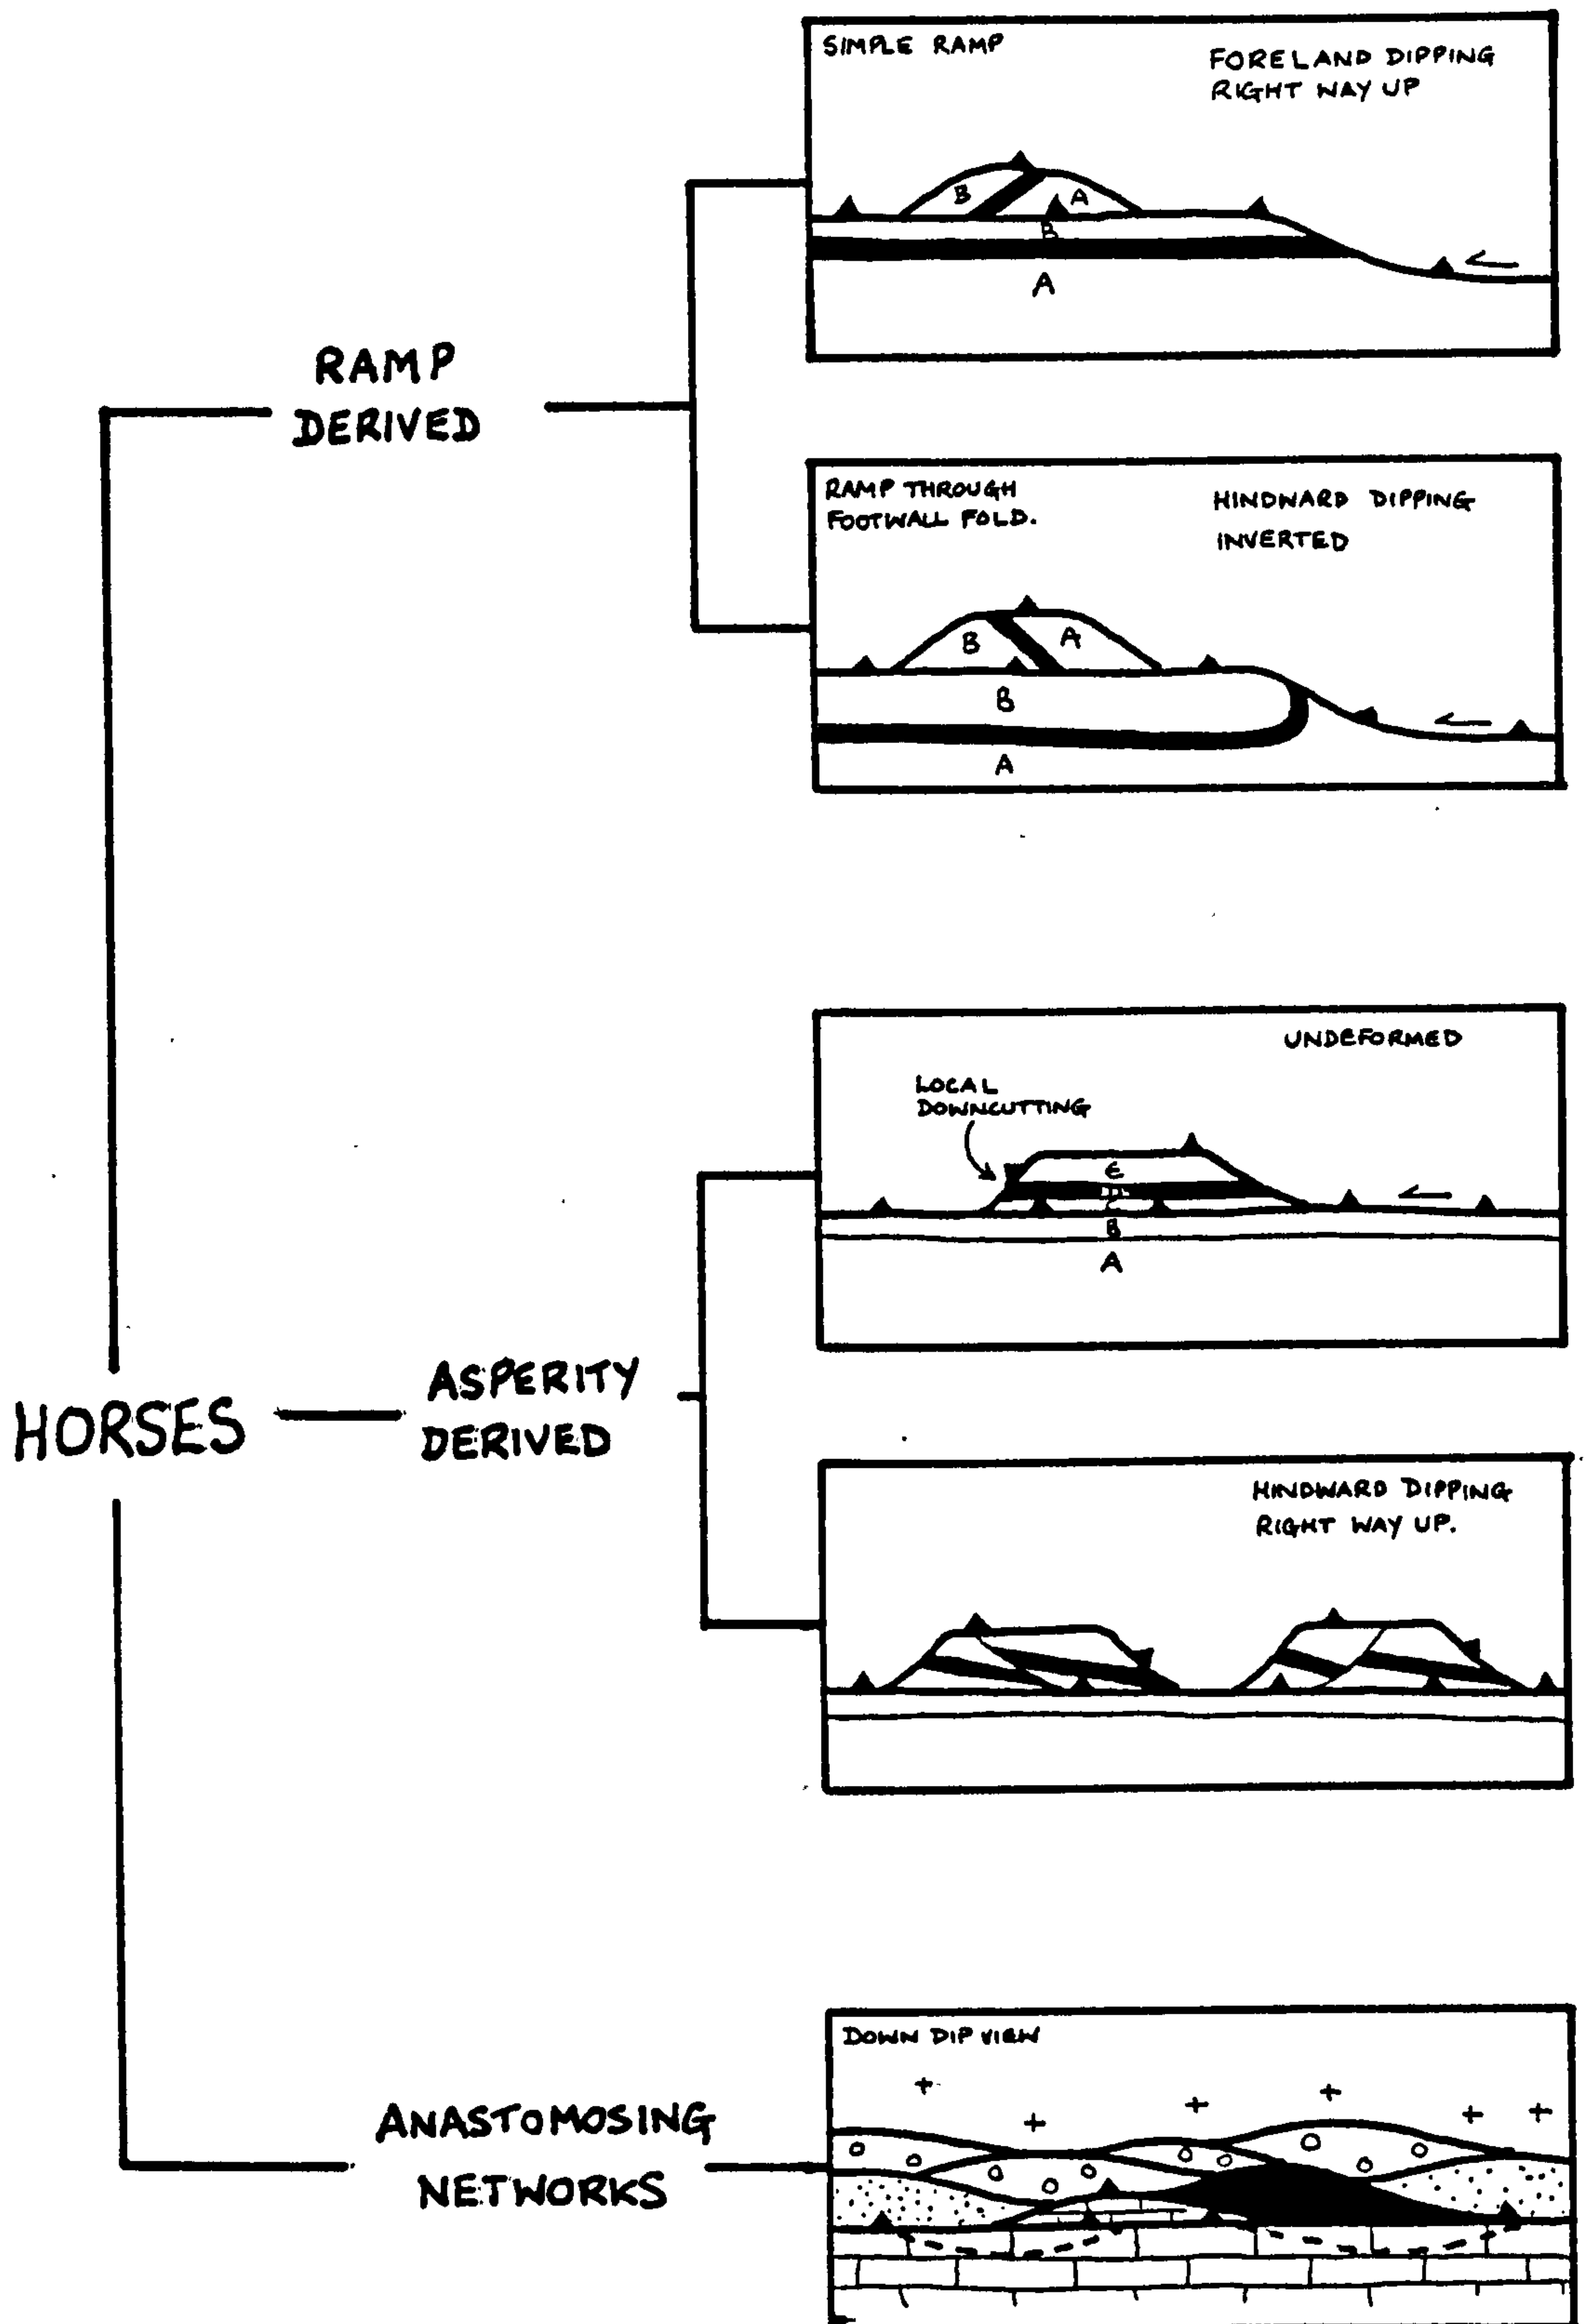 SIMPLE RAMP
FORELAND DIPPING
RIGHT WAY UP
B
A
B
A
RAMP
DERIVED
RAMP THROUGH
FOOTWALL FOLD.
HINDWARD DIPPING
INVERTED
B
A
B
A
UNDEFORMED
LOCAL
DOWNCUTTING
E
D
C
B
A
HORSES
ASPERITY
DERIVED
HINDWARD DIPPING
RIGHT WAY UP.
DOWN DIP VIEW
ANASTOMOSING
NETWORKS